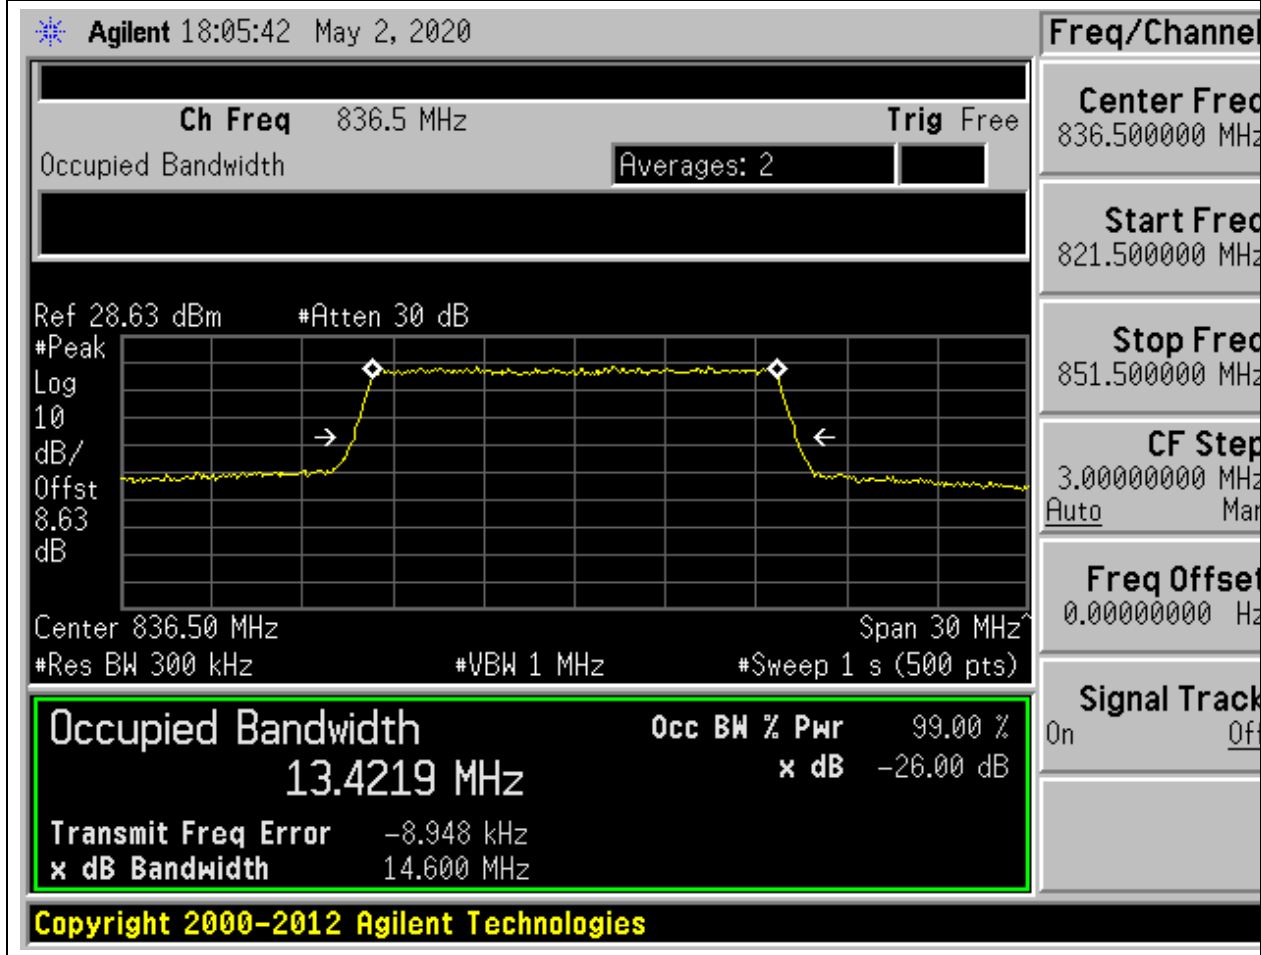 Agilent 18:05:42 May 2, 2020
Freq/Channel
Ch Freq 836.5 MHz Trig Free
Occupied Bandwidth Averages: 2
Center Freq
836.500000 MHz
Start Freq
821.500000 MHz
Stop Freq
851.500000 MHz
CF Step
3.00000000 MHz
Auto Man
Freq Offset
0.00000000 Hz
Signal Track
On Off
Ref 28.63 dBm #Atten 30 dB
#Peak
Log
10
dB/
Offst
8.63
dB
Center 836.50 MHz Span 30 MHz^
#Res BW 300 kHz #VBW 1 MHz #Sweep 1 s (500 pts)
Occupied Bandwidth Occ BW % Pwr 99.00 %
13.4219 MHz x dB -26.00 dB
Transmit Freq Error -8.948 kHz
x dB Bandwidth 14.600 MHz
Copyright 2000-2012 Agilent Technologies